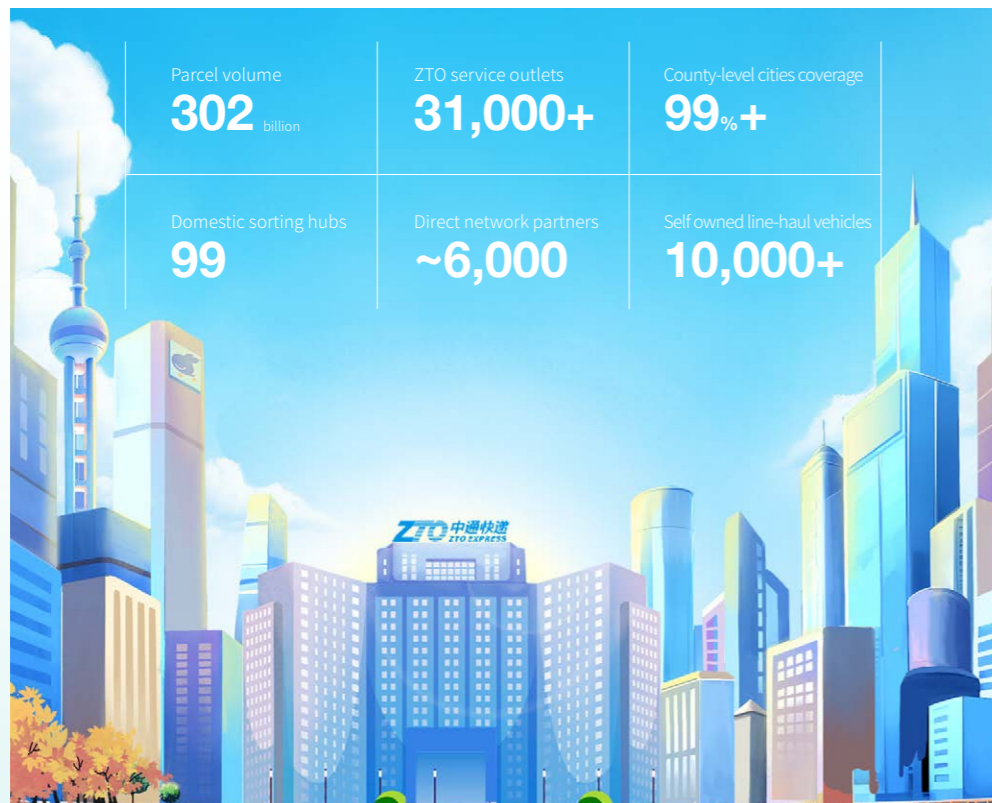 Parcel volume
302 billion
ZTO service outlets
31,000+
County-level cities coverage
99%+
Domestic sorting hubs
99
Direct network partners
~6,000
Self owned line-haul vehicles
10,000+
ZTO 中通快递
ZTO EXPRESS